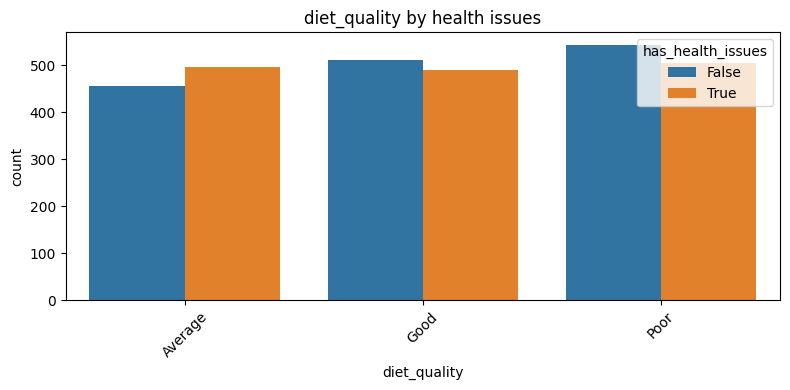 diet_quality by health issues
has_health_issues
False
True
count
500
400
300
200
100
0
Average
Good
Poor
diet_quality